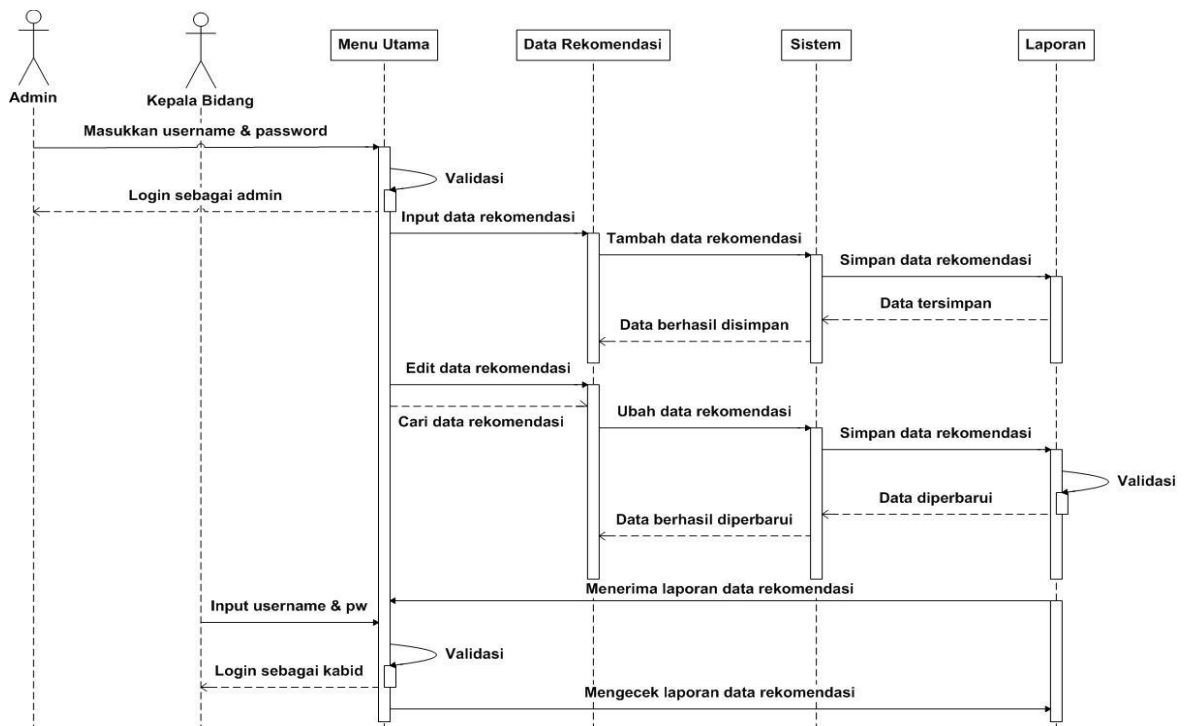 Menu Utama
Data Rekomendasi
Sistem
Laporan
Admin
Kepala Bidang
Masukkan username & password
Validasi
Login sebagai admin
Input data rekomendasi
Tambah data rekomendasi
Simpan data rekomendasi
Data tersimpan
Data berhasil disimpan
Edit data rekomendasi
Cari data rekomendasi
Ubah data rekomendasi
Simpan data rekomendasi
Validasi
Data diperbarui
Data berhasil diperbarui
Menerima laporan data rekomendasi
Input username & pw
Validasi
Login sebagai kabid
Mengecek laporan data rekomendasi